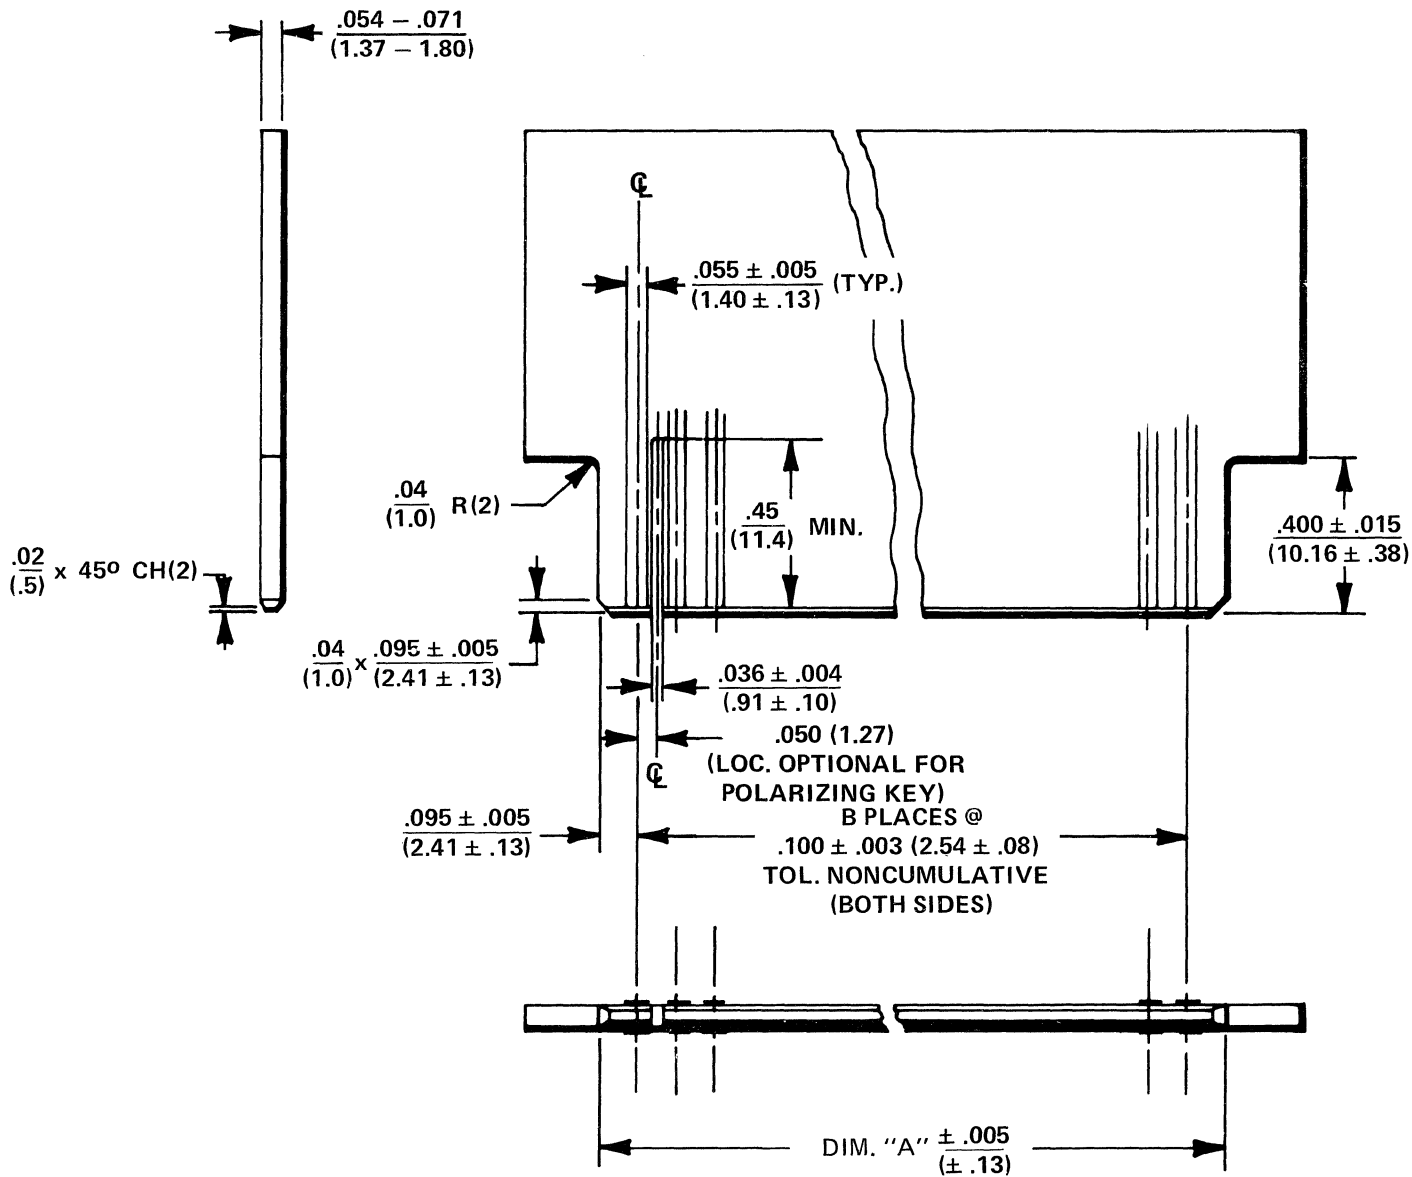 .054 – .071
(1.37 – 1.80)
℄
.055 ± .005 (TYP.)
(1.40 ± .13)
.04 R(2)
(1.0)
.45 MIN.
(11.4)
.400 ± .015
(10.16 ± .38)
.02 x 45º CH(2)
(.5)
.04 x .095 ± .005
(1.0) (2.41 ± .13)
.036 ± .004
(.91 ± .10)
.050 (1.27)
(LOC. OPTIONAL FOR
POLARIZING KEY)
℄
.095 ± .005
(2.41 ± .13)
B PLACES @
.100 ± .003 (2.54 ± .08)
TOL. NONCUMULATIVE
(BOTH SIDES)
DIM. "A" ± .005
(± .13)